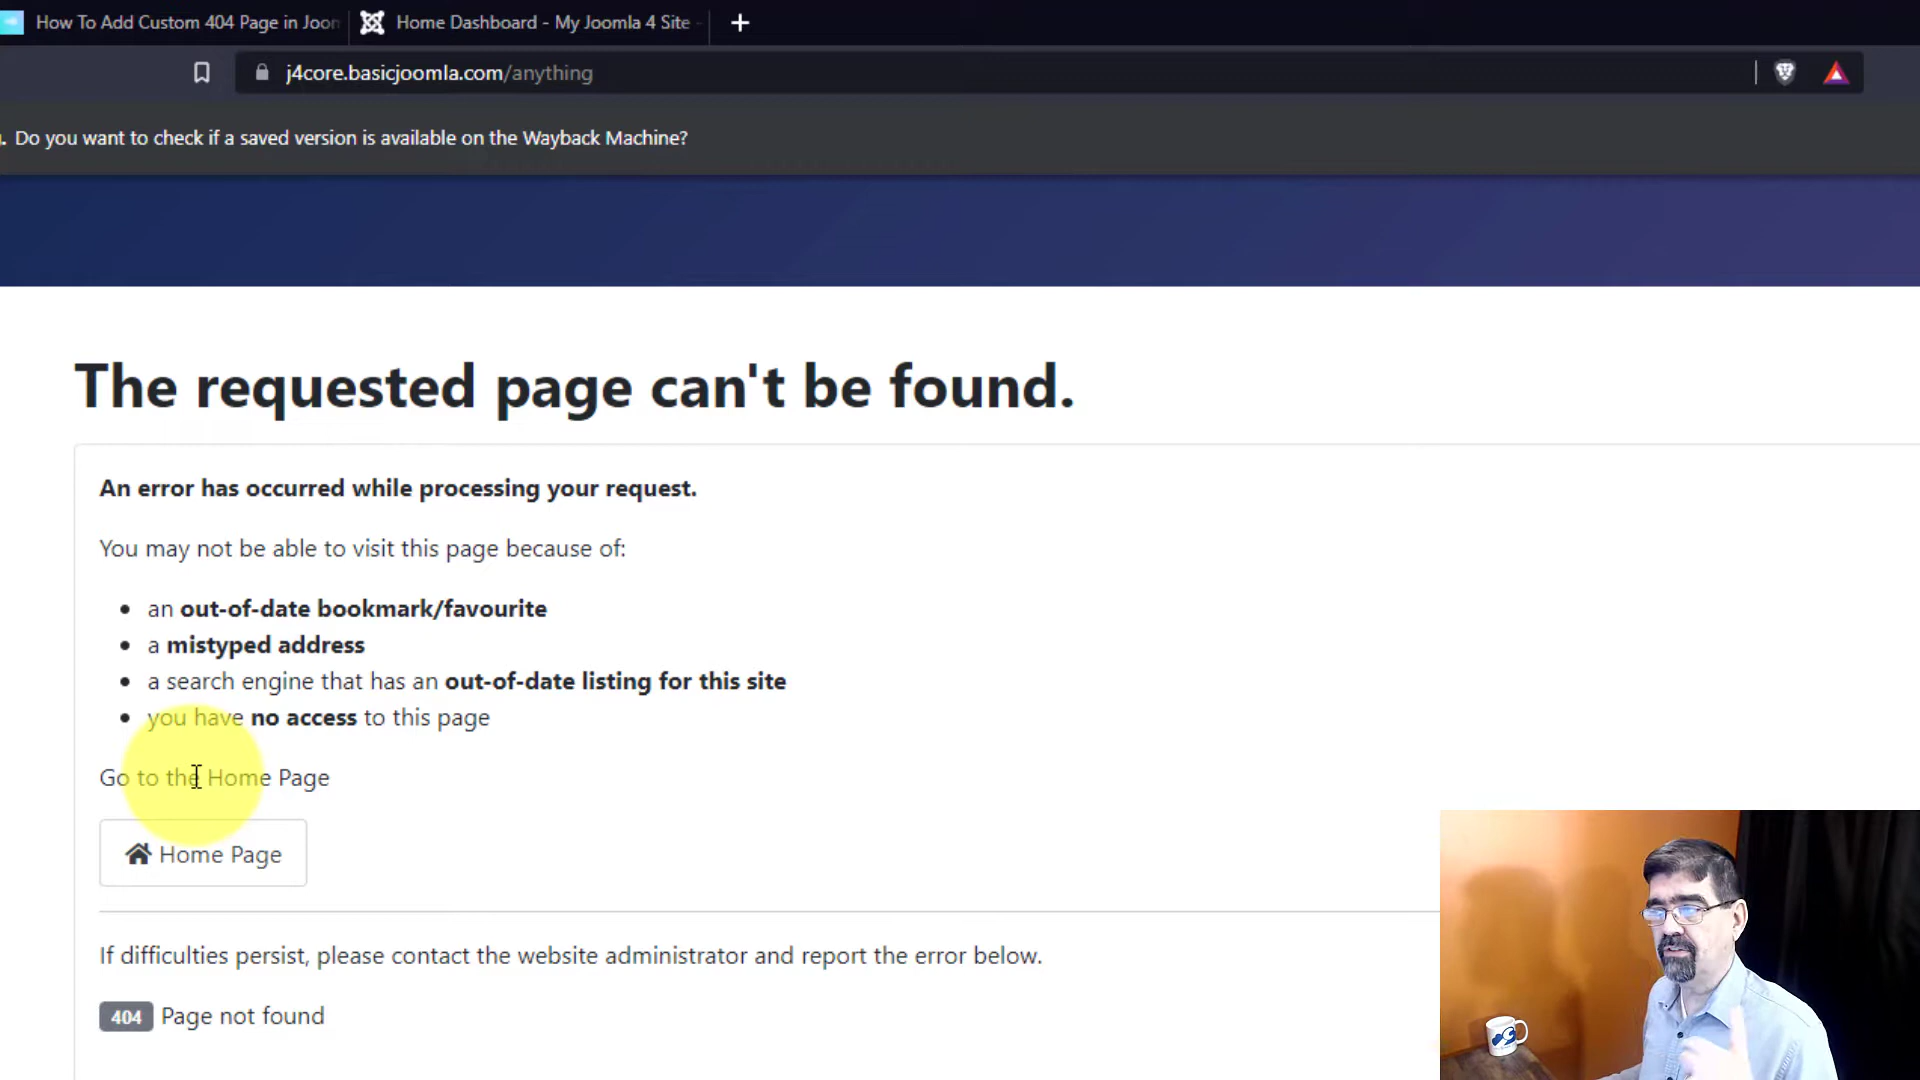 How To Add Custom 404 Page in Joom
Home Dashboard - My Joomla 4 Site -
j4core.basicjoomla.com/anything
. Do you want to check if a saved version is available on the Wayback Machine?
The requested page can't be found.
An error has occurred while processing your request.
You may not be able to visit this page because of:
an out-of-date bookmark/favourite
a mistyped address
a search engine that has an out-of-date listing for this site
you have no access to this page
Go to the Home Page
Home Page
If difficulties persist, please contact the website administrator and report the error below.
404 Page not found